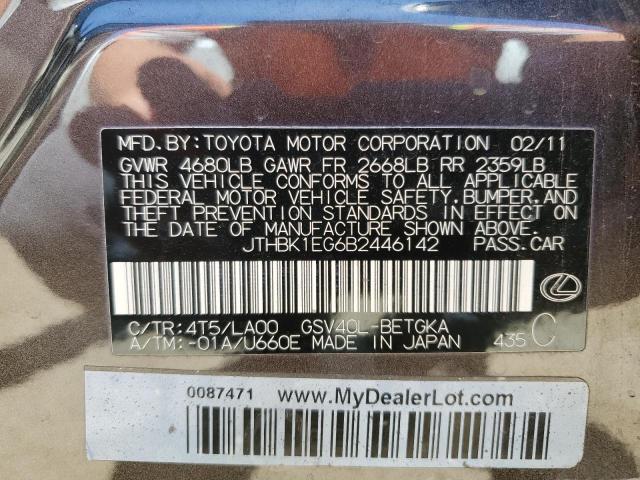 MFD.BY:TOYOTA MOTOR CORPORATION 02/11
GVWR 4680LB GAWR FR 2668LB RR 2359LB
THIS VEHICLE CONFORMS TO ALL APPLICABLE
FEDERAL MOTOR VEHICLE SAFETY,BUMPER,AND
THEFT PREVENTION STANDARDS IN EFFECT ON
THE DATE OF MANUFACTURE SHOWN ABOVE.
JTHBK1EG6B2446142 PASS.CAR
C/TR:4T5/LA00 GSV40L-BETGKA
A/TM:-01A/U660E MADE IN JAPAN 435 C
0087471 www.MyDealerLot.com